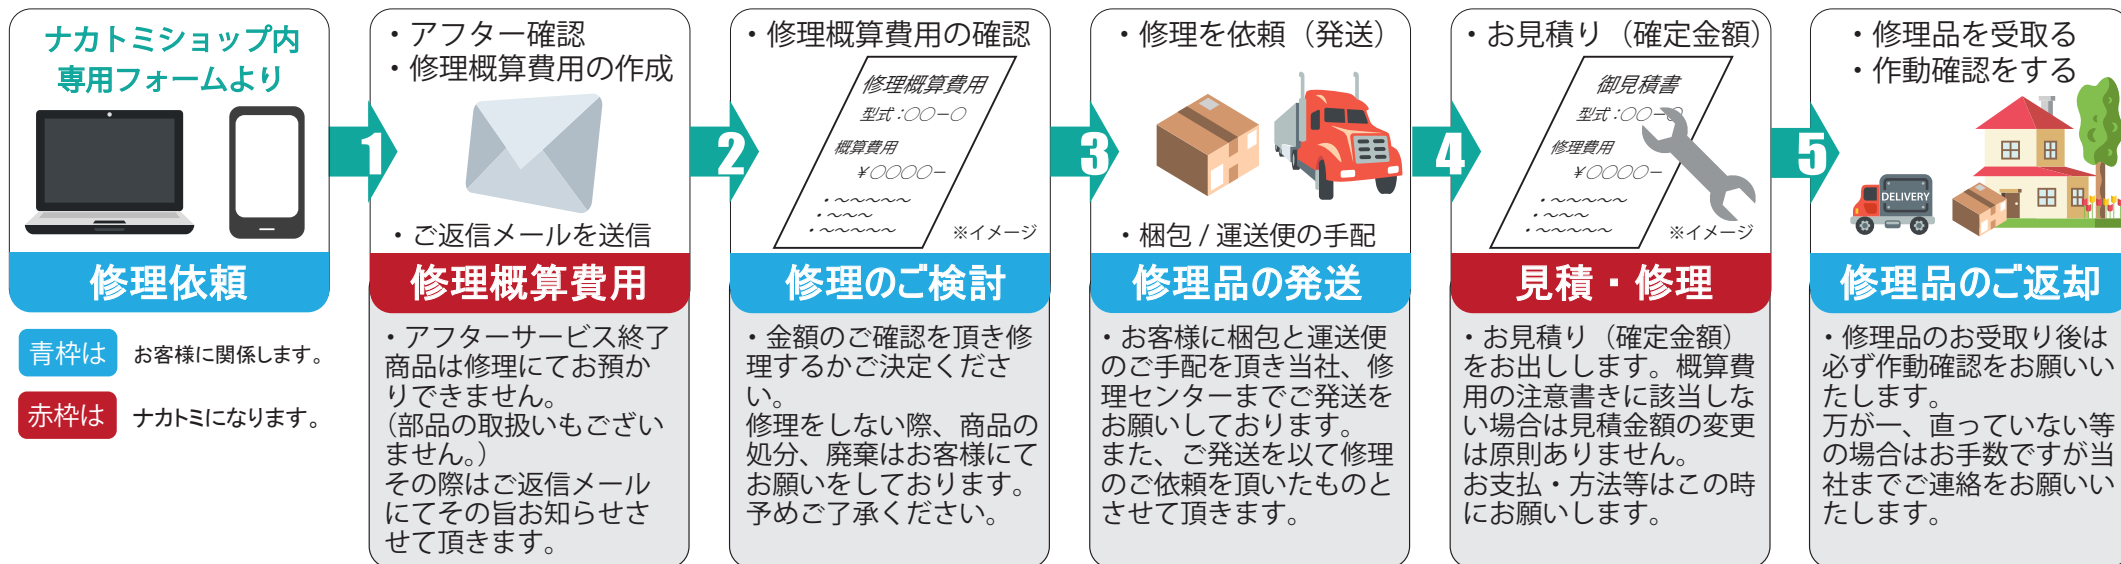 ナカトミショップ内
専用フォームより
修理依頼
青枠は お客様に関係します。
赤枠は ナカトミになります。
1
・アフター確認
・修理概算費用の作成
・ご返信メールを送信
修理概算費用
・アフターサービス終了
商品は修理にてお預か
りできません。
(部品の取扱いもござい
ません。)
その際はご返信メール
にてその旨お知らせさ
せて頂きます。
2
・修理概算費用の確認
修理概算費用
型式:○○ー○
概算費用
¥○○○○ー
・~~~~~
・~~~
・~~~~~
※イメージ
修理のご検討
・金額のご確認を頂き修
理するかご決定くださ
い。
修理をしない際、商品の
処分、廃棄はお客様にて
お願いをしております。
予めご了承ください。
3
・修理を依頼(発送)
・梱包 / 運送便の手配
修理品の発送
・お客様に梱包と運送便
のご手配を頂き当社、修
理センターまでご発送を
お願いしております。
また、ご発送を以て修理
のご依頼を頂いたものと
させて頂きます。
4
・お見積り(確定金額)
御見積書
型式:○○ー○
修理費用
¥○○○○ー
・~~~~~
・~~~
・~~~~~
※イメージ
見積・修理
・お見積り(確定金額)
をお出しします。概算費
用の注意書きに該当しな
い場合は見積金額の変更
は原則ありません。
お支払・方法等はこの時
にお願いします。
5
・修理品を受取る
・作動確認をする
DELIVERY
修理品のご返却
・修理品のお受取り後は
必ず作動確認をお願いい
たします。
万が一、直っていない等
の場合はお手数ですが当
社までご連絡をお願いい
たします。